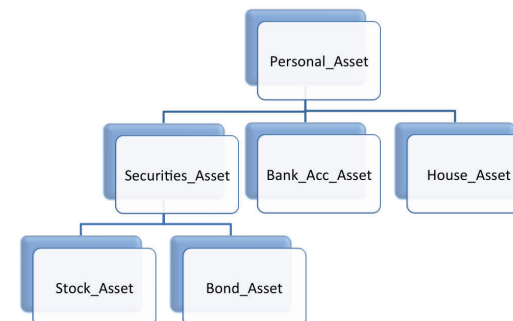 Personal_Asset
Securities_Asset
Bank_Acc_Asset
House_Asset
Stock_Asset
Bond_Asset